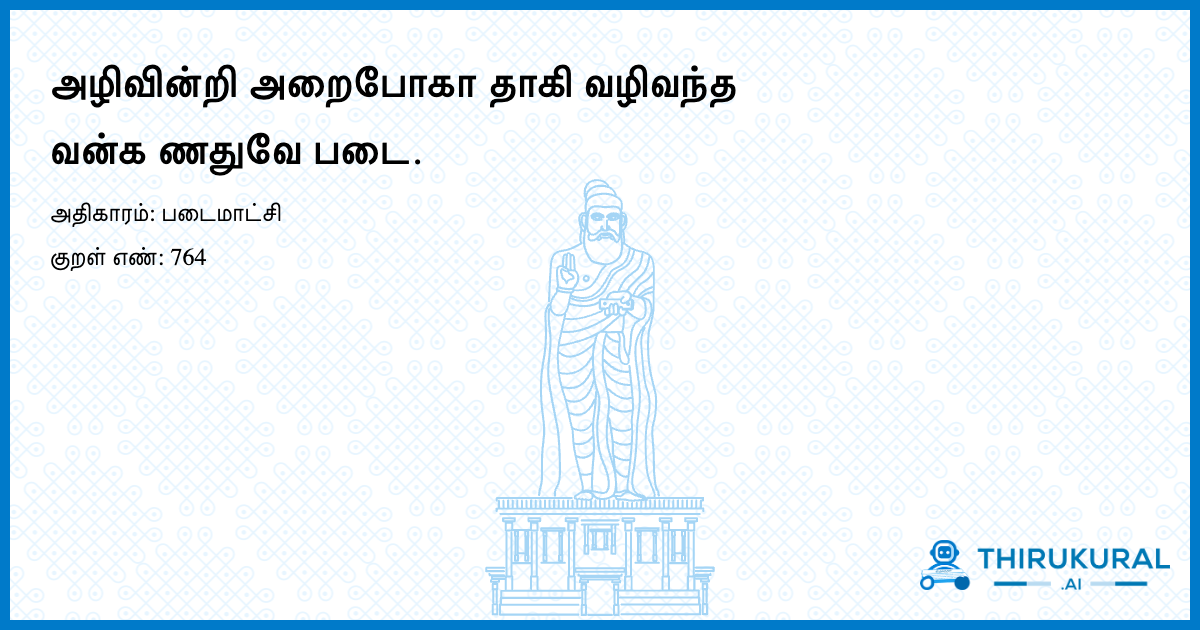 அழிவின்றி அறைபோகா தாகி வழிவந்த
வன்க ணதுவே படை.
அதிகாரம்: படைமாட்சி
குறள் எண்: 764
THIRUKURAL
.AI